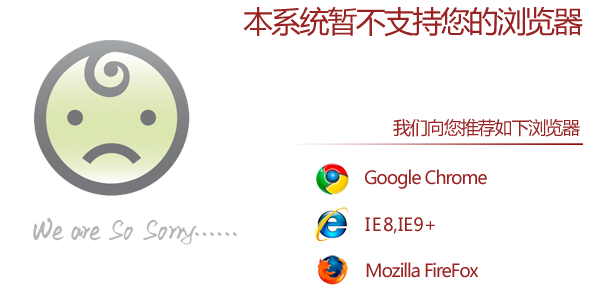 本系统暂不支持您的浏览器
我们向您推荐如下浏览器
Google Chrome
IE8,IE9+
Mozilla FireFox
We are So Sorry......